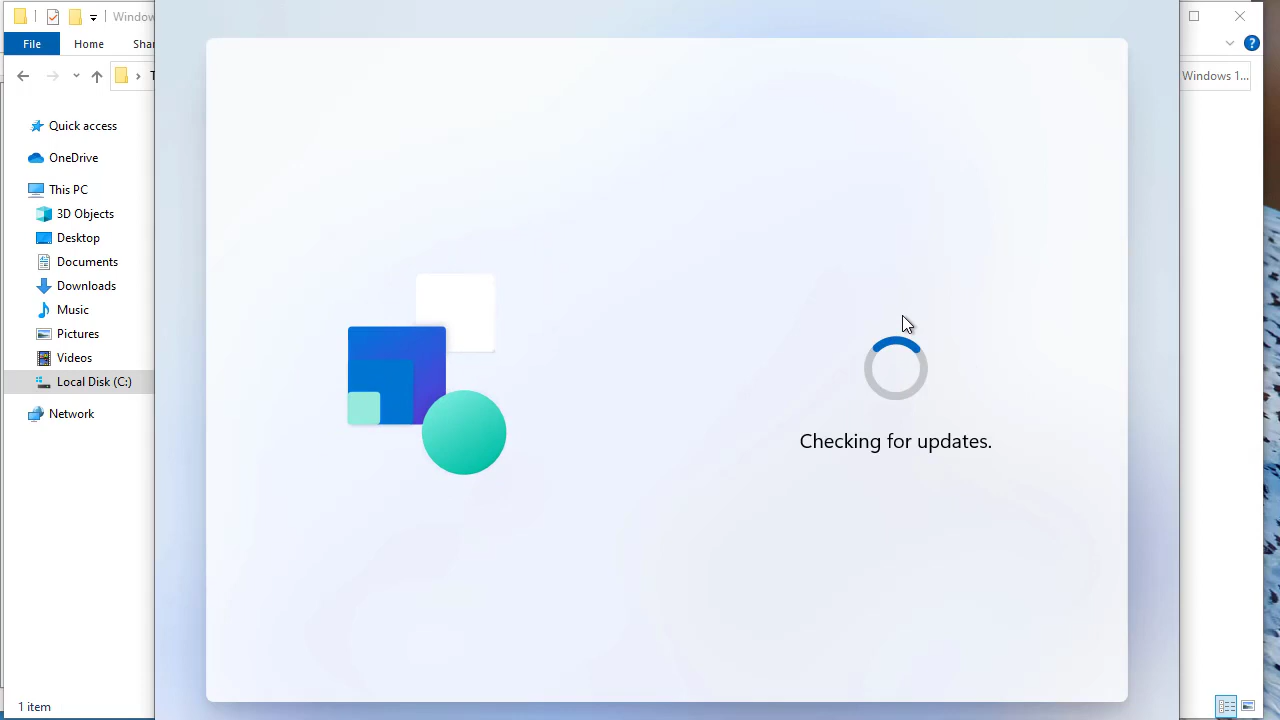 Window
File
Home
Shar
?
T
Windows 1...
Quick access
OneDrive
This PC
3D Objects
Desktop
Documents
Downloads
Music
Pictures
Videos
Local Disk (C:)
Network
Checking for updates.
1 item